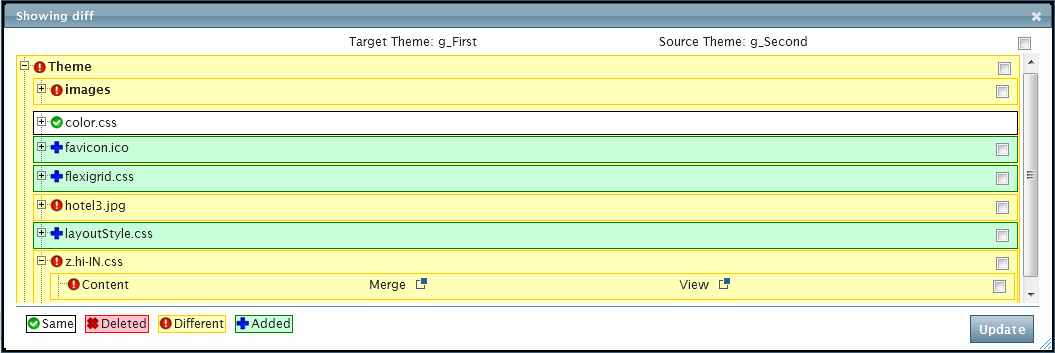 Showing diff
Target Theme: g_First Source Theme: g_Second
Theme
images
color.css
favicon.ico
flexigrid.css
hotel3.jpg
layoutStyle.css
z.hi-IN.css
Content Merge View
Same Deleted Different Added
Update